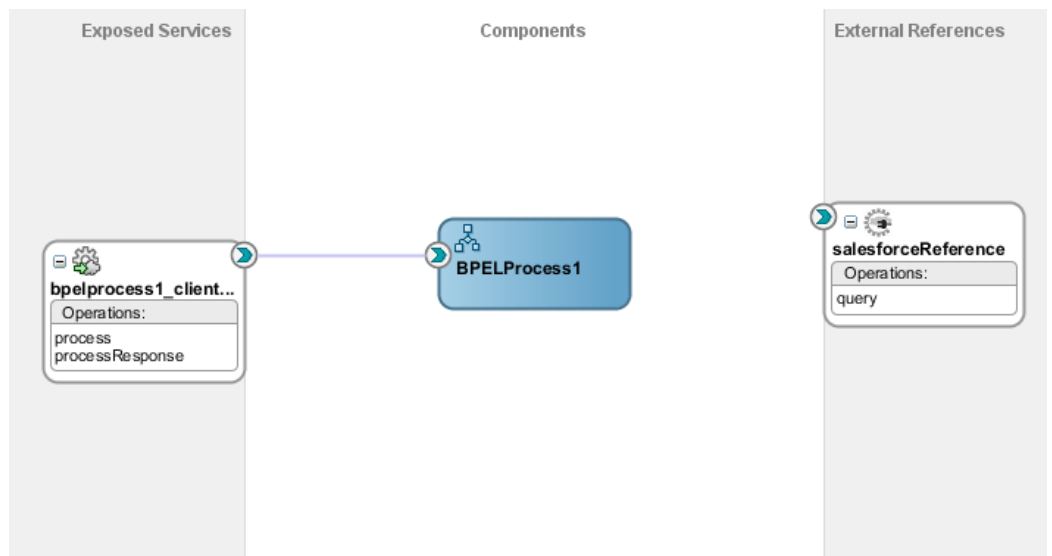 Exposed Services
Components
External References
bpelprocess1_client...
Operations:
process
processResponse
BPELProcess1
salesforceReference
Operations:
query